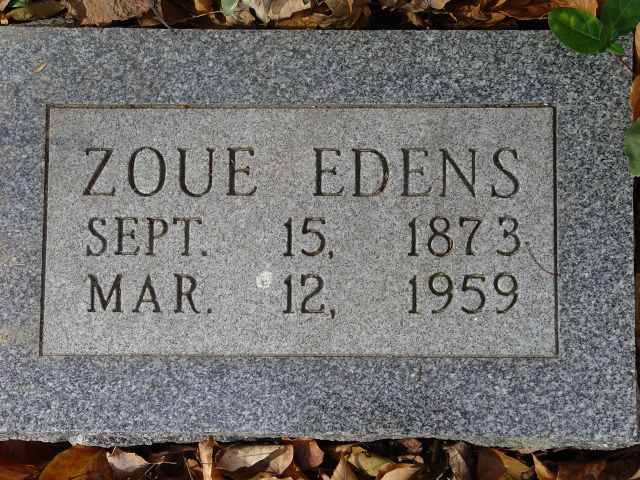 ZOUE EDENS
SEPT. 15, 1873
MAR. 12, 1959